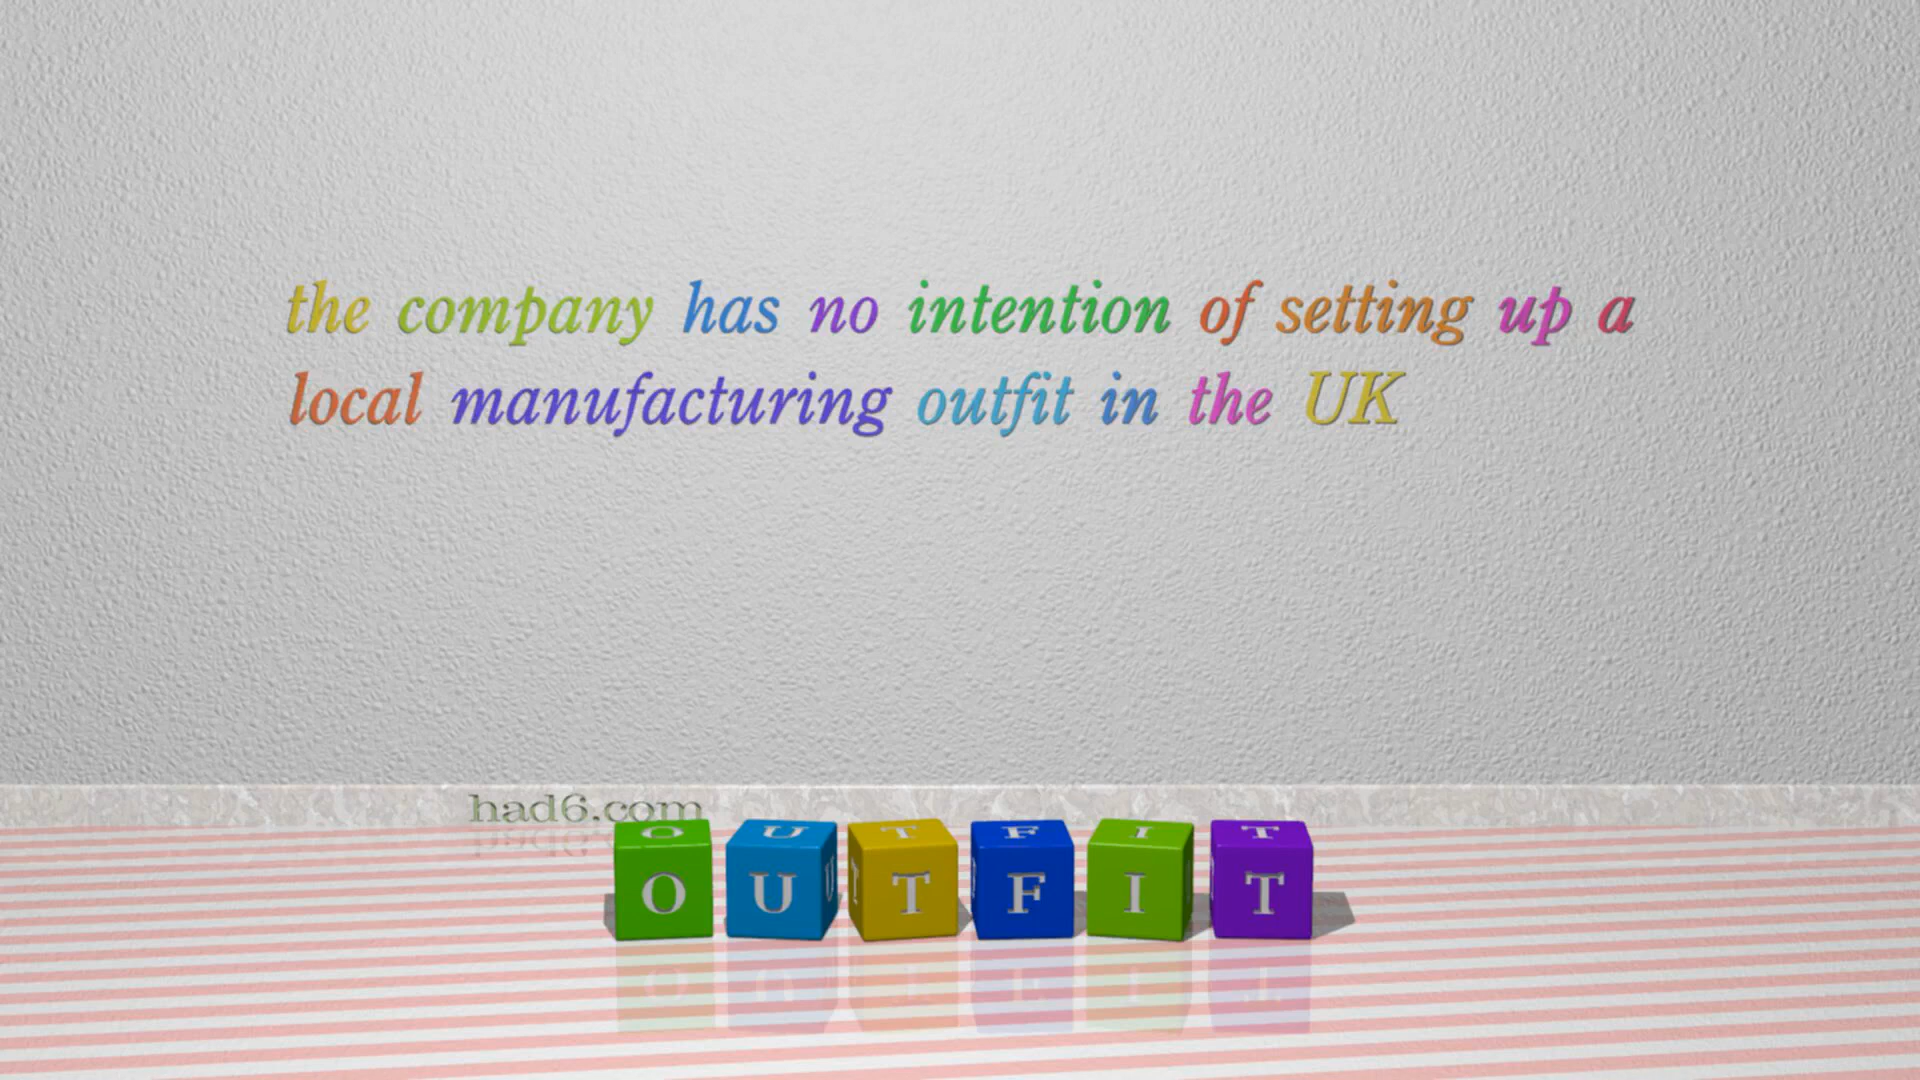 the company has no intention of setting up a
local manufacturing outfit in the UK
had6.com
OUTFIT